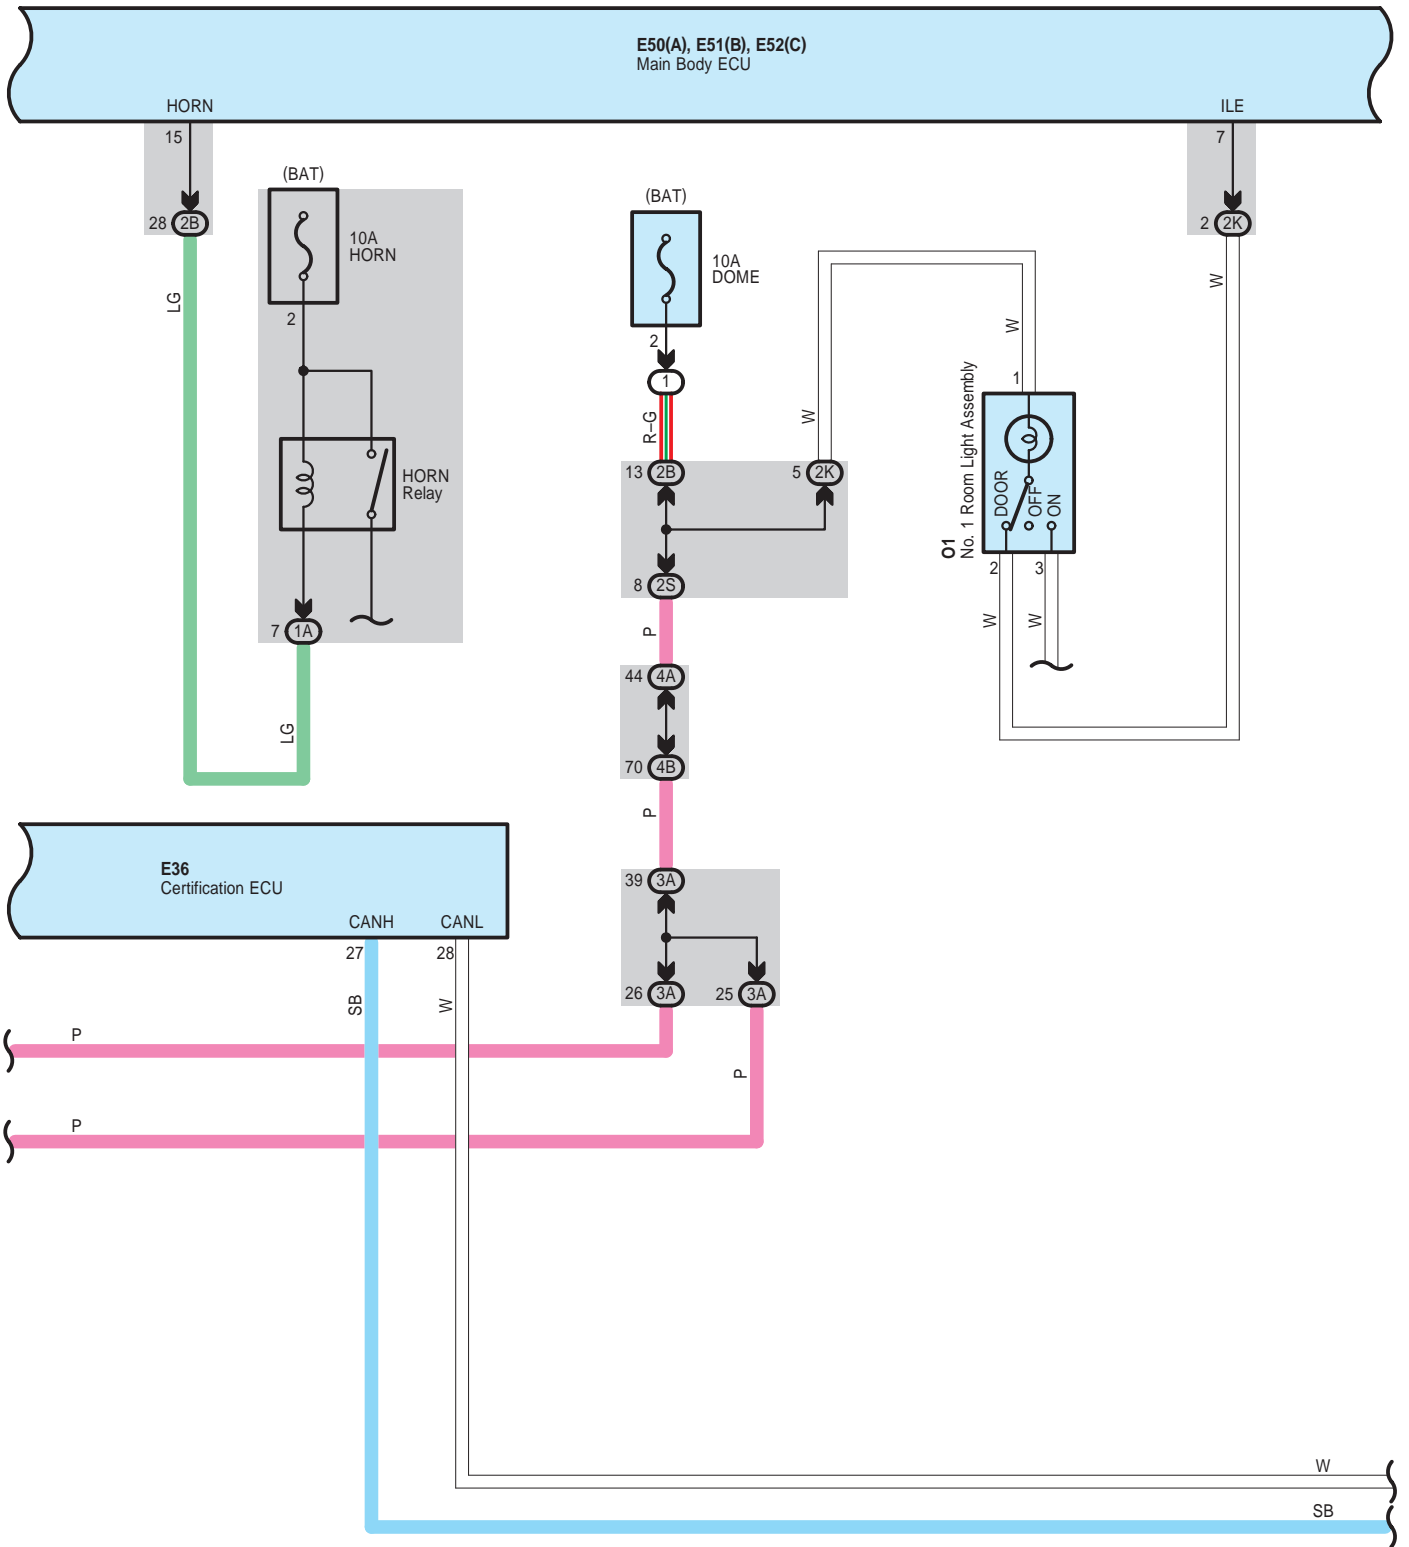 E50(A), E51(B), E52(C)
Main Body ECU
HORN
ILE
15
7
28 2B
2 2K
(BAT)
(BAT)
10A
HORN
10A
DOME
LG
W
2
2
1
R–G
W
W
1
13 2B
5 2K
HORN
Relay
DOOR
OFF
ON
O1
No. 1 Room Light Assembly
2
3
8 2S
7 1A
P
W
W
44 4A
LG
70 4B
P
E36
Certification ECU
39 3A
CANH
CANL
27
28
26 3A
25 3A
SB
W
P
P
P
W
SB